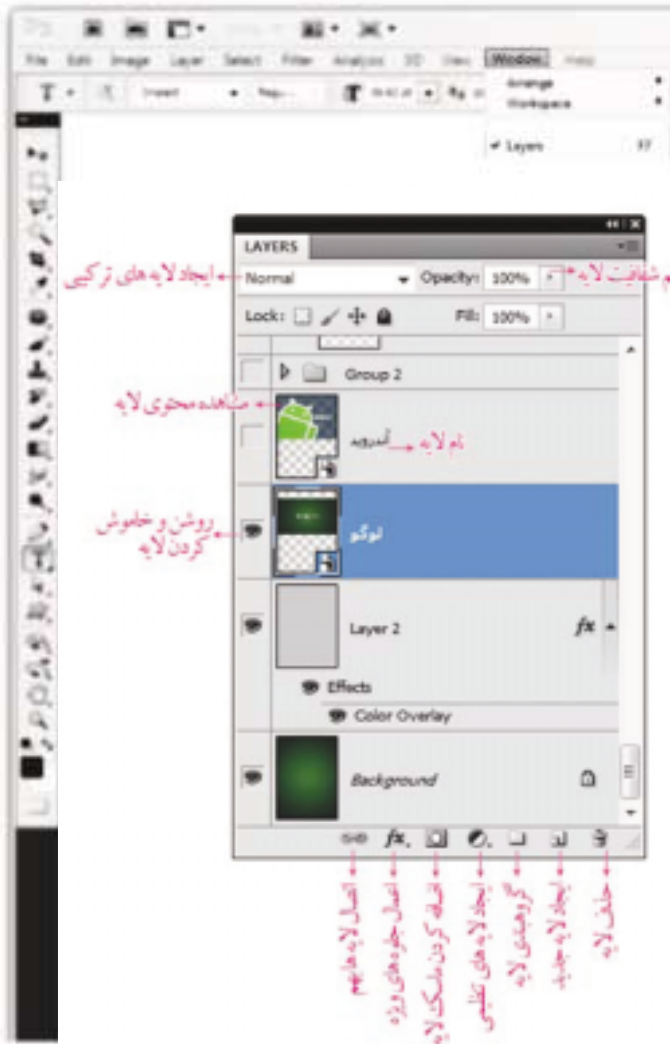 File Edit Image Layer Select Filter Analysis 3D View Window Help
Arrange
Workspace
✔ Layers F7
LAYERS
ایجاد لایه های ترکیبی
Normal Opacity: 100%
م شفافیت لایه
Lock: Fill: 100%
Group 2
مشاهده محتوی لایه
نام لایه
آندروید
روشن و خاموش
کردن لایه
لوگو
Layer 2 fx
Effects
Color Overlay
Background
fx.
اتصال لایه ها بهم
اعمال جلوه های ویژه
اضافه کردن ماسک لایه
ایجاد لایه های تنظیمی
گروهبندی لایه
ایجاد لایه جدید
حذف لایه